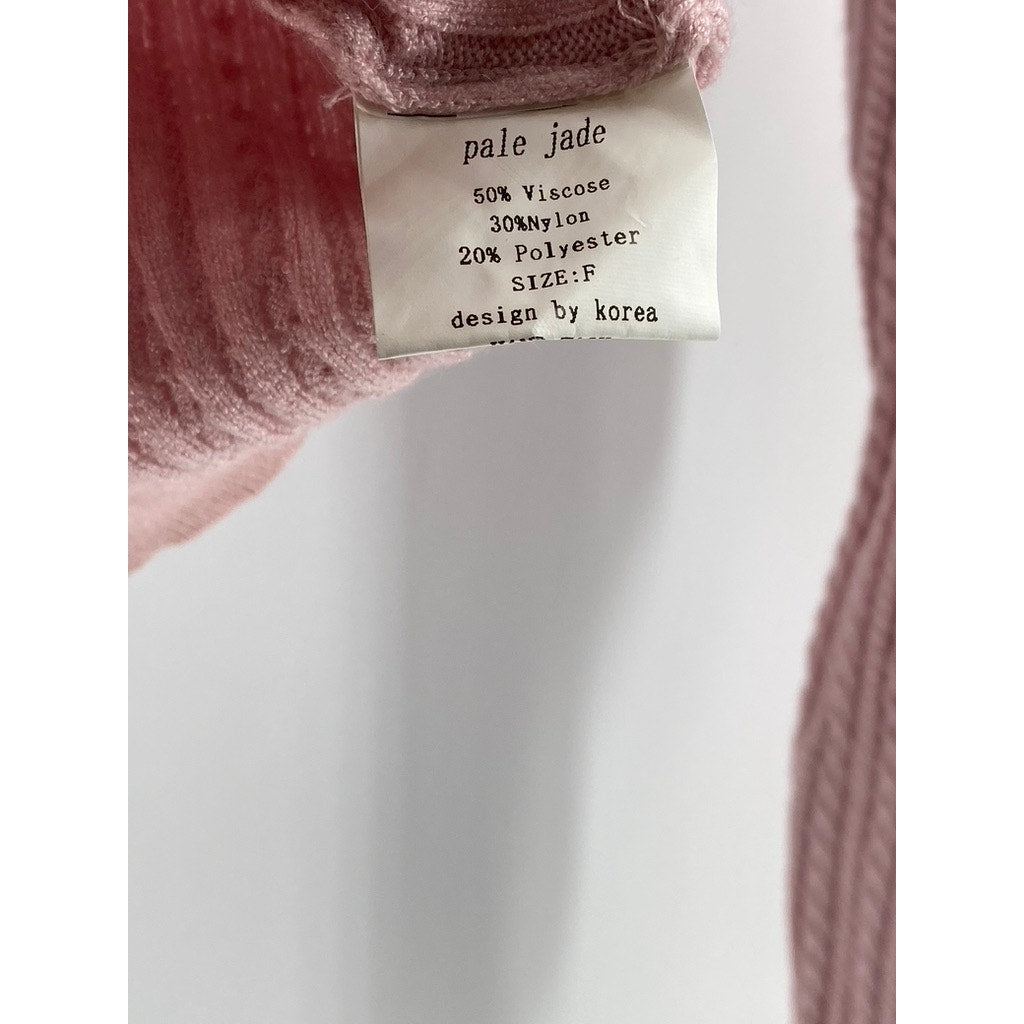 pale jade
50% Viscose
30%Nylon
20% Polyester
SIZE:F
design by korea